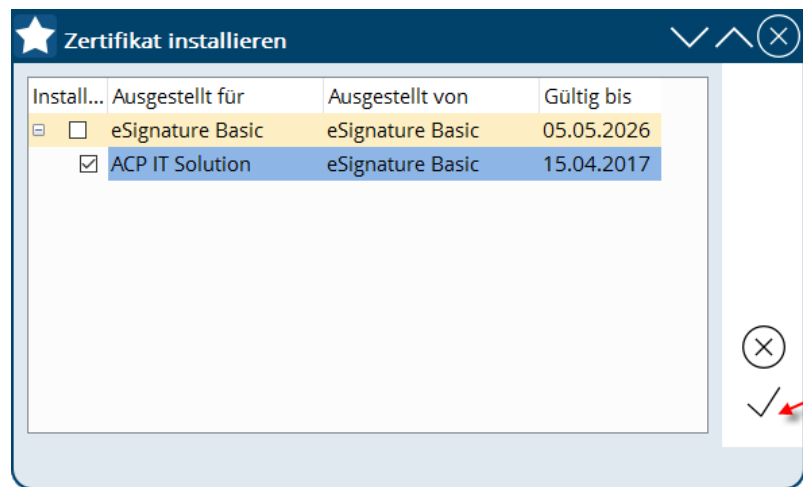 Zertifikat installieren
Install... Ausgestellt für Ausgestellt von Gültig bis
eSignature Basic eSignature Basic 05.05.2026
ACP IT Solution eSignature Basic 15.04.2017